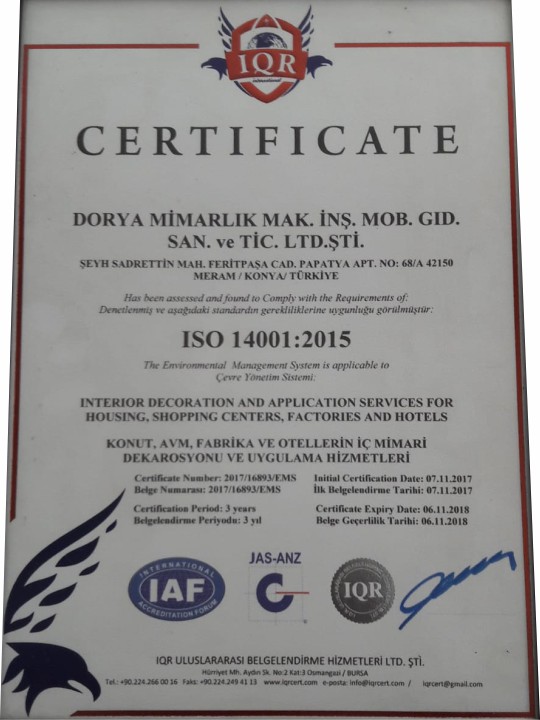 IQR
international
CERTIFICATE
DORYA MİMARLIK MAK. İNŞ. MOB. GID.
SAN. ve TİC. LTD.ŞTİ.
ŞEYH SADRETTİN MAH. FERİTPAŞA CAD. PAPATYA APT. NO: 68/A 42150
MERAM / KONYA/ TÜRKİYE
Has been assessed and found to Comply with the Requirements of:
Denetlenmiş ve aşağıdaki standardın gerekliliklerine uygunluğu görülmüştür:
ISO 14001:2015
The Environmental Management System is applicable to
Çevre Yönetim Sistemi:
INTERIOR DECORATION AND APPLICATION SERVICES FOR
HOUSING, SHOPPING CENTERS, FACTORIES AND HOTELS
KONUT, AVM, FABRİKA VE OTELLERİN İÇ MİMARİ
DEKAROSYONU VE UYGULAMA HİZMETLERİ
Certificate Number: 2017/16893/EMS Initial Certification Date: 07.11.2017
Belge Numarası: 2017/16893/EMS İlk Belgelendirme Tarihi: 07.11.2017
Certification Period: 3 years Certificate Expiry Date: 06.11.2018
Belgelendirme Periyodu: 3 yıl Belge Geçerlilik Tarihi: 06.11.2018
INTERNATIONAL
IAF
ACCREDITATION FORUM
JAS-ANZ
IQR
IQR ULUSLARARASI BELGELENDİRME HİZMETLERİ LTD. ŞTİ.
Hürriyet Mh. Aydın Sk. No:2 Kat:3 Osmangazi / BURSA
Tel.: +90.224.266 00 16 Faks: +90.224.249 41 13 www.iqrcert.com e-posta: info@iqrcert.com / iqrcert@gmail.com